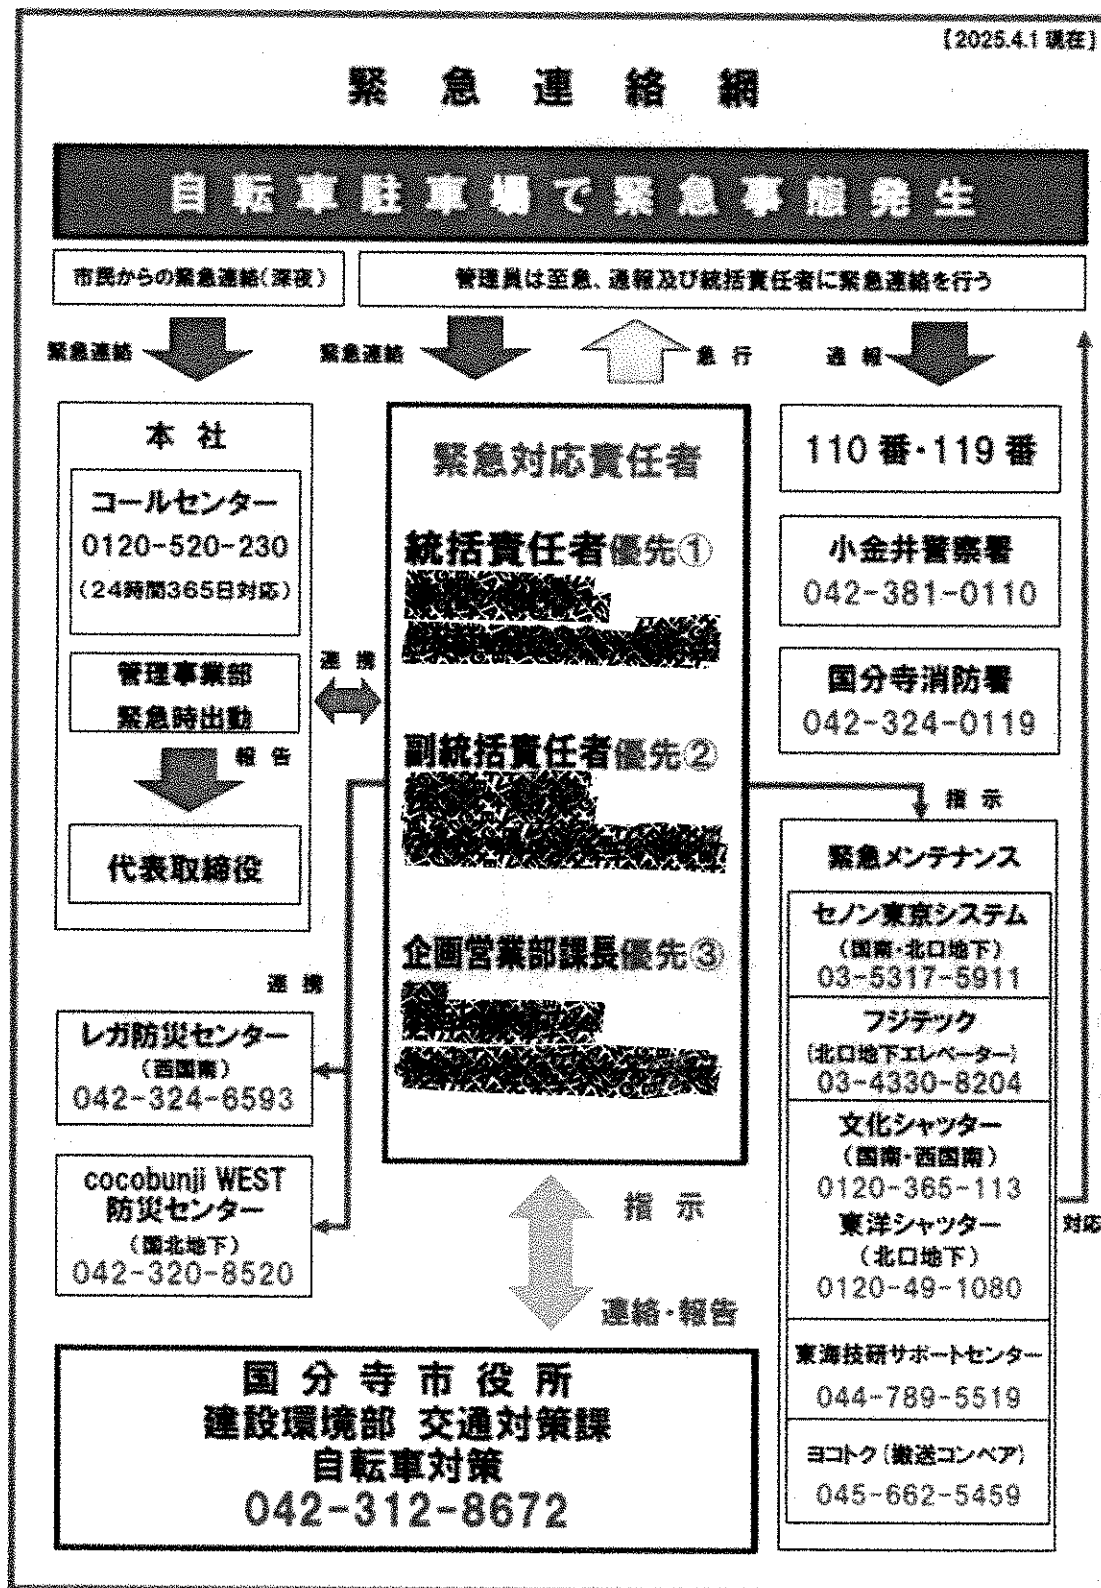 [2025.4.1 現在]
緊急連絡網
自転車駐車場で緊急事態発生
市民からの緊急連絡(深夜)
管理員は至急、通報及び統括責任者に緊急連絡を行う
緊急連絡
緊急連絡
急行
通報
本社
コールセンター
0120-520-230
(24時間365日対応)
管理事業部
緊急時出動
報告
代表取締役
連携
緊急対応責任者
統括責任者優先①
副統括責任者優先②
企画営業部課長優先③
110番・119番
小金井警察署
042-381-0110
国分寺消防署
042-324-0119
指示
緊急メンテナンス
セノン東京システム
(国南・北口地下)
03-5317-5911
フジテック
(北口地下エレベーター)
03-4330-8204
文化シャッター
(国南・西国南)
0120-365-113
東洋シャッター
(北口地下)
0120-49-1080
東海技研サポートセンター
044-789-5519
ヨコトク(搬送コンベア)
045-662-5459
対応
連携
レガ防災センター
(西国南)
042-324-6593
cocobunji WEST
防災センター
(国北地下)
042-320-8520
指示
連絡・報告
国分寺市役所
建設環境部 交通対策課
自転車対策
042-312-8672